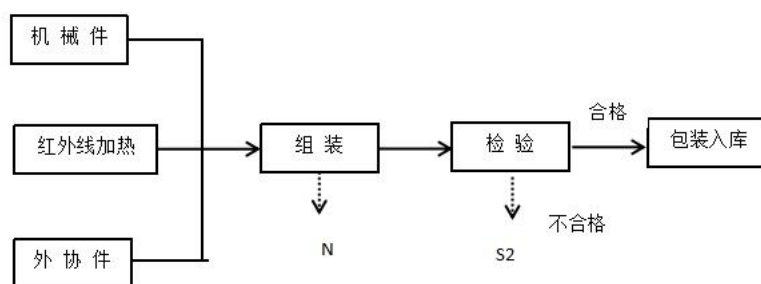 机 械 件
合格
红外线加热
组 装
检 验
包装入库
不合格
外 协 件
N
S2